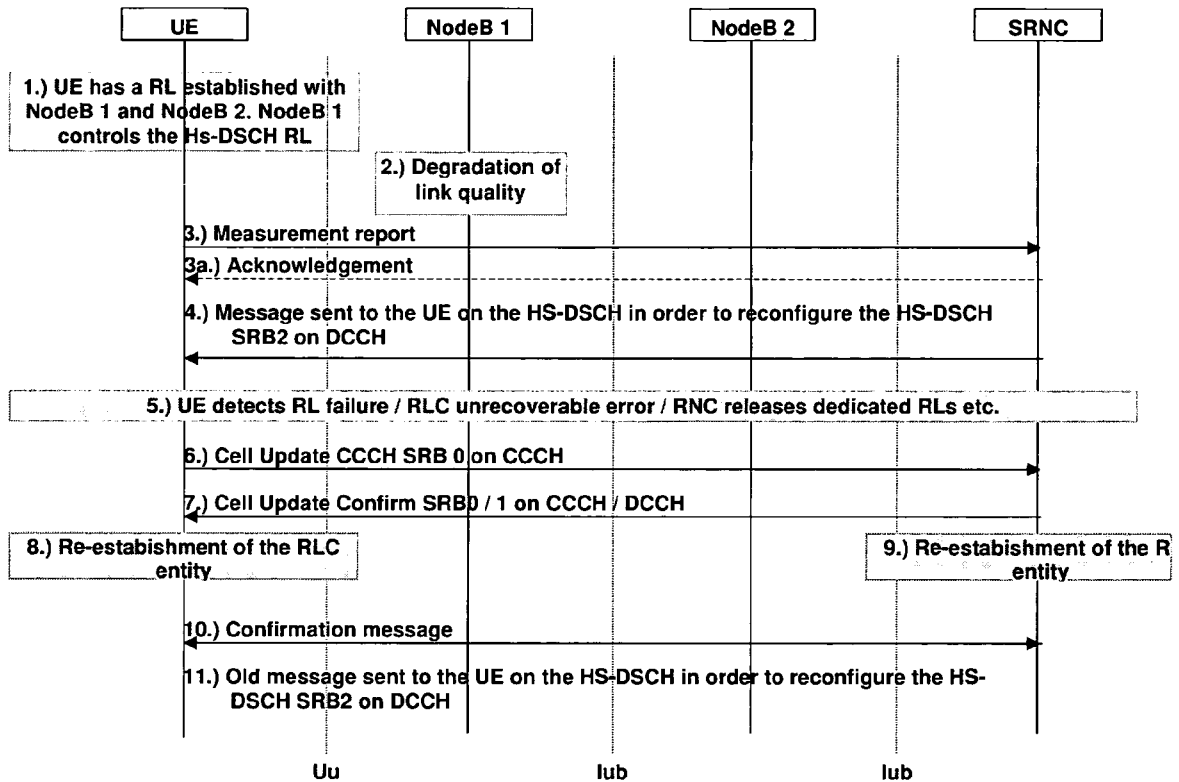 UE
NodeB 1
NodeB 2
SRNC
1.) UE has a RL established with
NodeB 1 and NodeB 2. NodeB 1
controls the Hs-DSCH RL
2.) Degradation of
link quality
3.) Measurement report
3a.) Acknowledgement
4.) Message sent to the UE on the HS-DSCH in order to reconfigure the HS-DSCH
SRB2 on DCCH
5.) UE detects RL failure / RLC unrecoverable error / RNC releases dedicated RLs etc.
6.) Cell Update CCCH SRB 0 on CCCH
7.) Cell Update Confirm SRB0 / 1 on CCCH / DCCH
8.) Re-estabishment of the RLC
entity
9.) Re-estabishment of the R
entity
10.) Confirmation message
11.) Old message sent to the UE on the HS-DSCH in order to reconfigure the HS-
DSCH SRB2 on DCCH
Uu
Iub
Iub